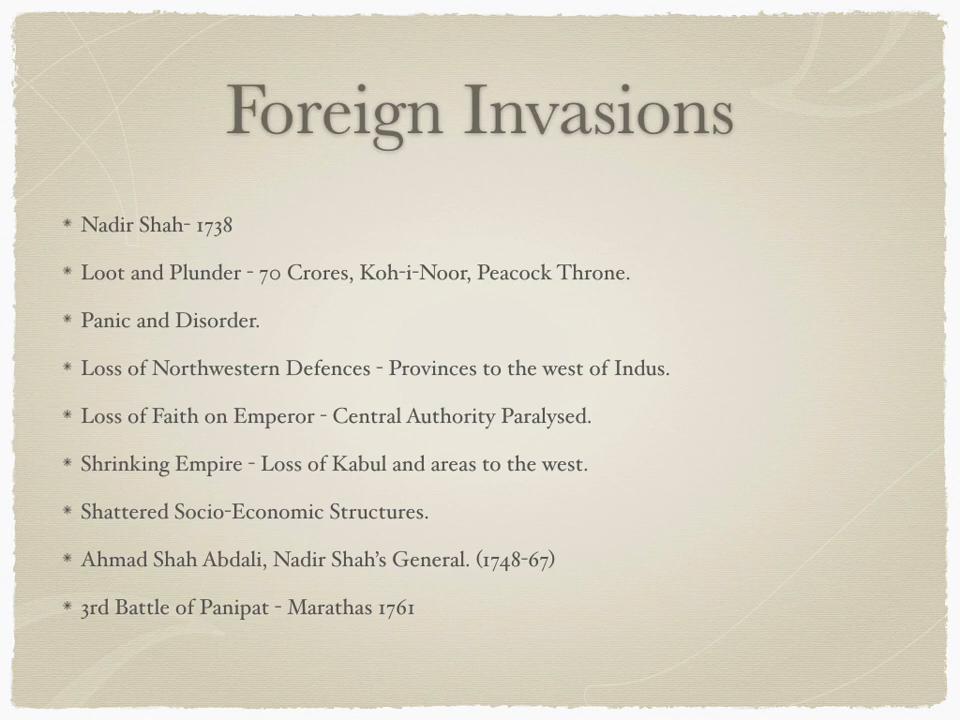 Foreign Invasions
* Nadir Shah- 1738
* Loot and Plunder - 70 Crores, Koh-i-Noor, Peacock Throne.
* Panic and Disorder.
* Loss of Northwestern Defences - Provinces to the west of Indus.
* Loss of Faith on Emperor - Central Authority Paralysed.
* Shrinking Empire - Loss of Kabul and areas to the west.
* Shattered Socio-Economic Structures.
* Ahmad Shah Abdali, Nadir Shah’s General. (1748-67)
* 3rd Battle of Panipat - Marathas 1761